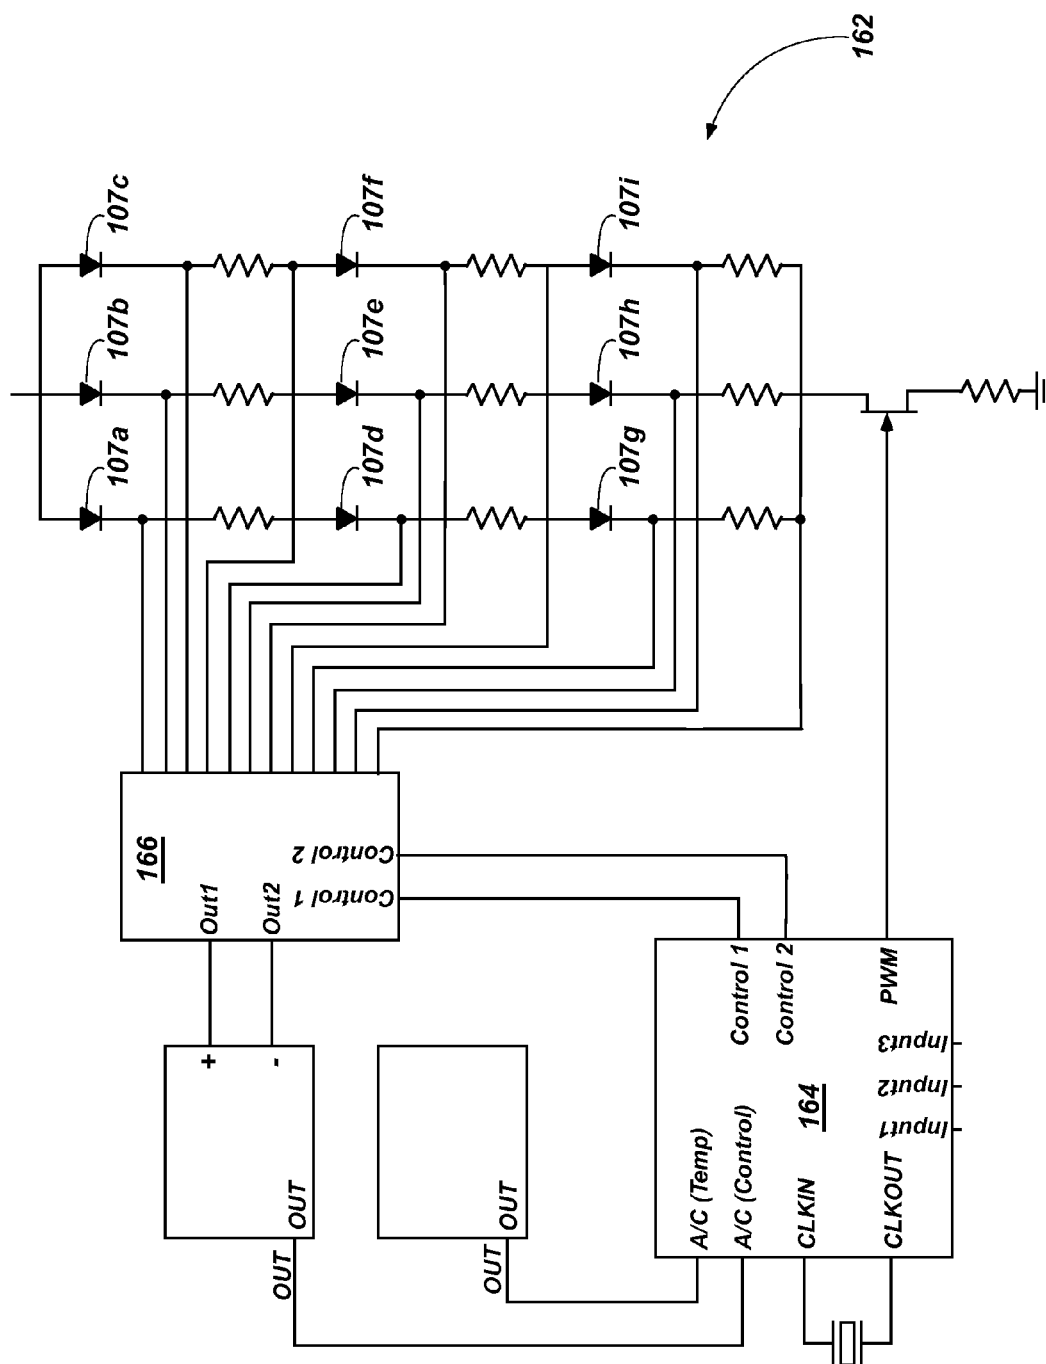 162
107c
107f
107i
107b
107e
107h
107a
107d
107g
166
Out1
Out2
Control 1
Control 2
+
-
OUT
OUT
OUT
OUT
164
A/C (Temp)
A/C (Control)
CLKIN
CLKOUT
Control 1
Control 2
PWM
Input1
Input2
Input3